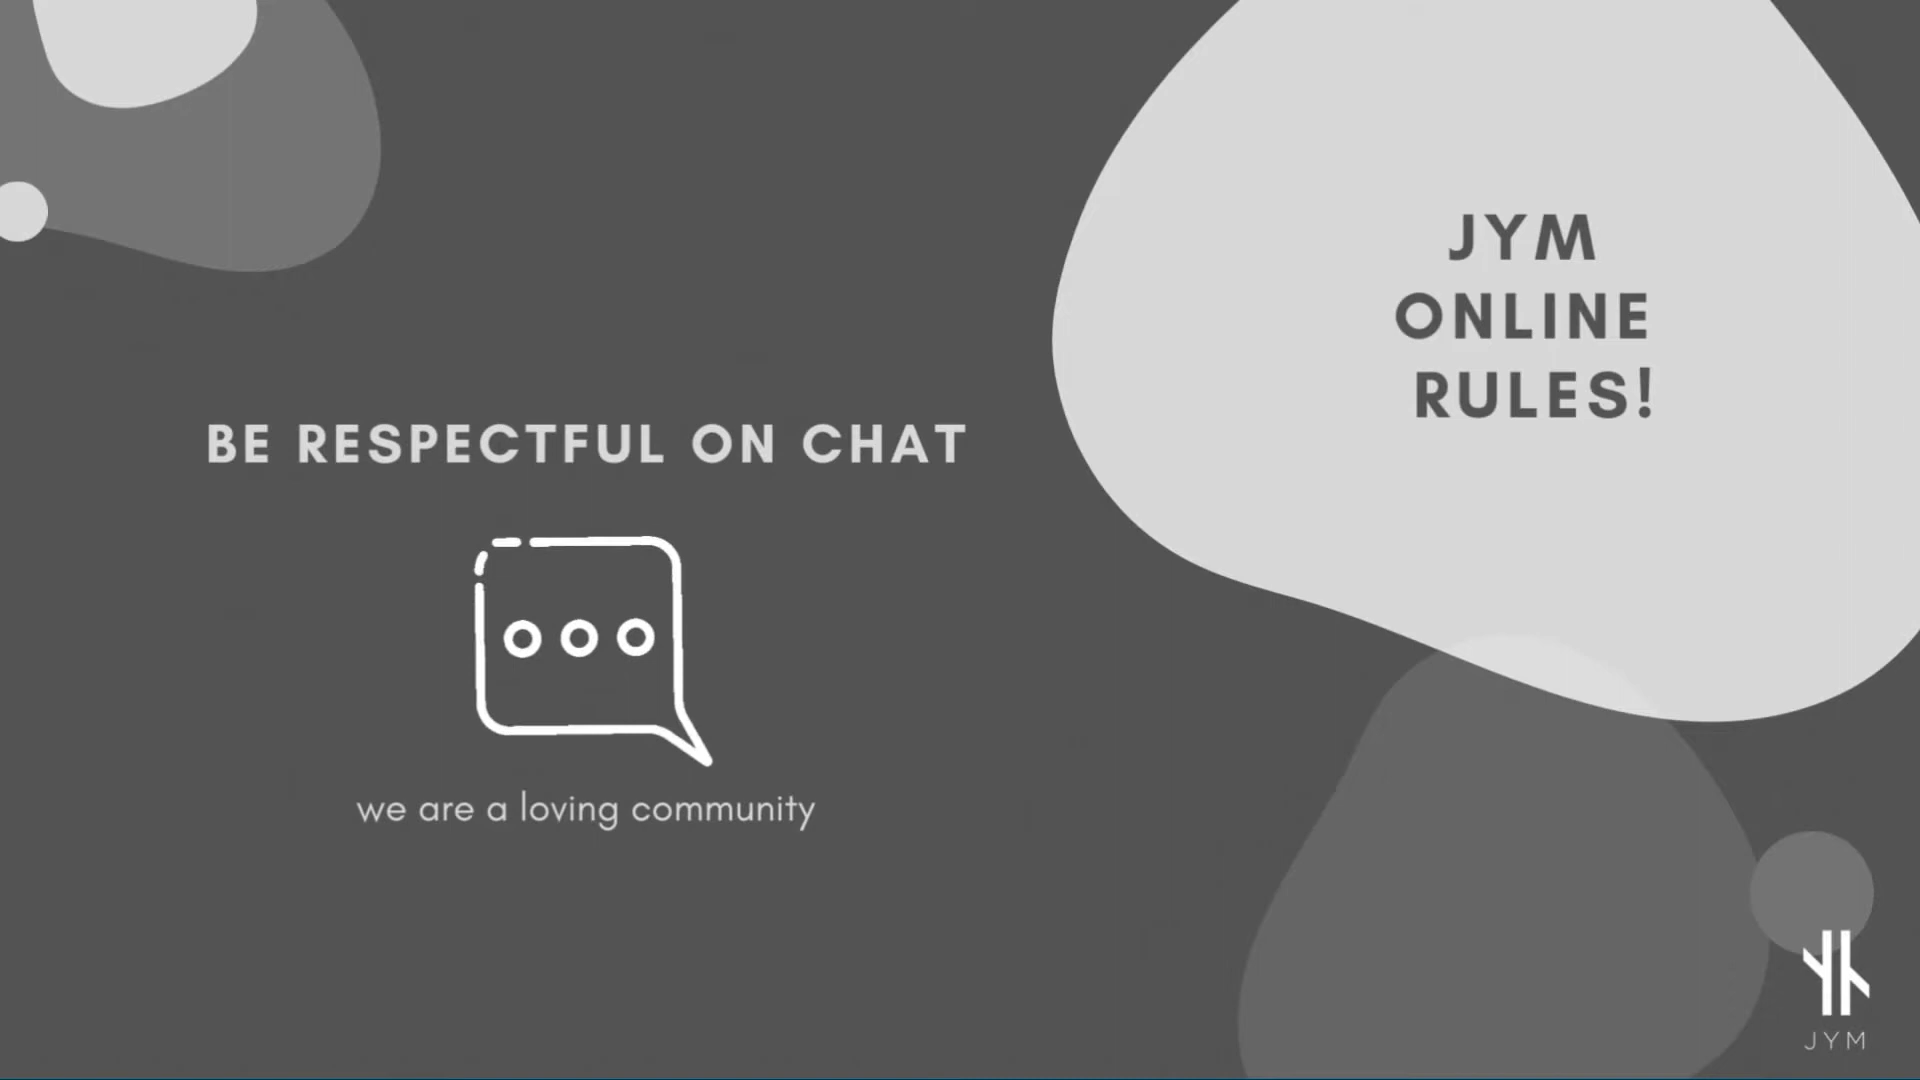 JYM
ONLINE
RULES!
BE RESPECTFUL ON CHAT
we are a loving community
JYM